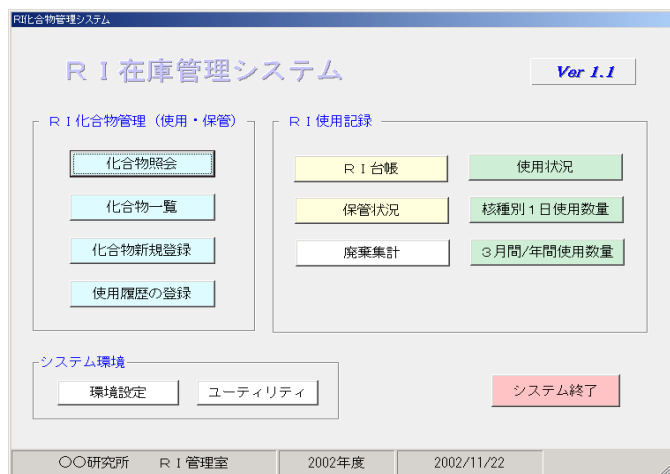 RI化合物管理システム
ＲＩ在庫管理システム
Ver 1.1
ＲＩ化合物管理（使用・保管）
化合物照会
化合物一覧
化合物新規登録
使用履歴の登録
ＲＩ使用記録
ＲＩ台帳
使用状況
保管状況
核種別１日使用数量
廃棄集計
３月間/年間使用数量
システム環境
環境設定
ユーティリティ
システム終了
〇〇研究所　ＲＩ管理室
2002年度
2002/11/22